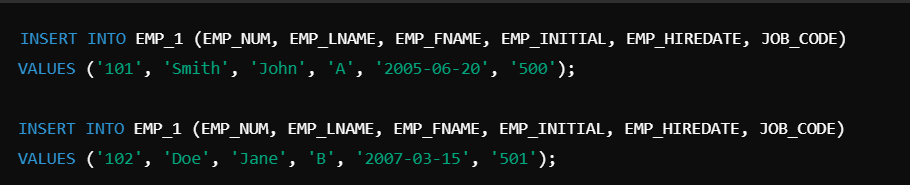 INSERT INTO EMP_1 (EMP_NUM, EMP_LNAME, EMP_FNAME, EMP_INITIAL, EMP_HIREDATE, JOB_CODE)
VALUES ('101', 'Smith', 'John', 'A', '2005-06-20', '500');
INSERT INTO EMP_1 (EMP_NUM, EMP_LNAME, EMP_FNAME, EMP_INITIAL, EMP_HIREDATE, JOB_CODE)
VALUES ('102', 'Doe', 'Jane', 'B', '2007-03-15', '501');